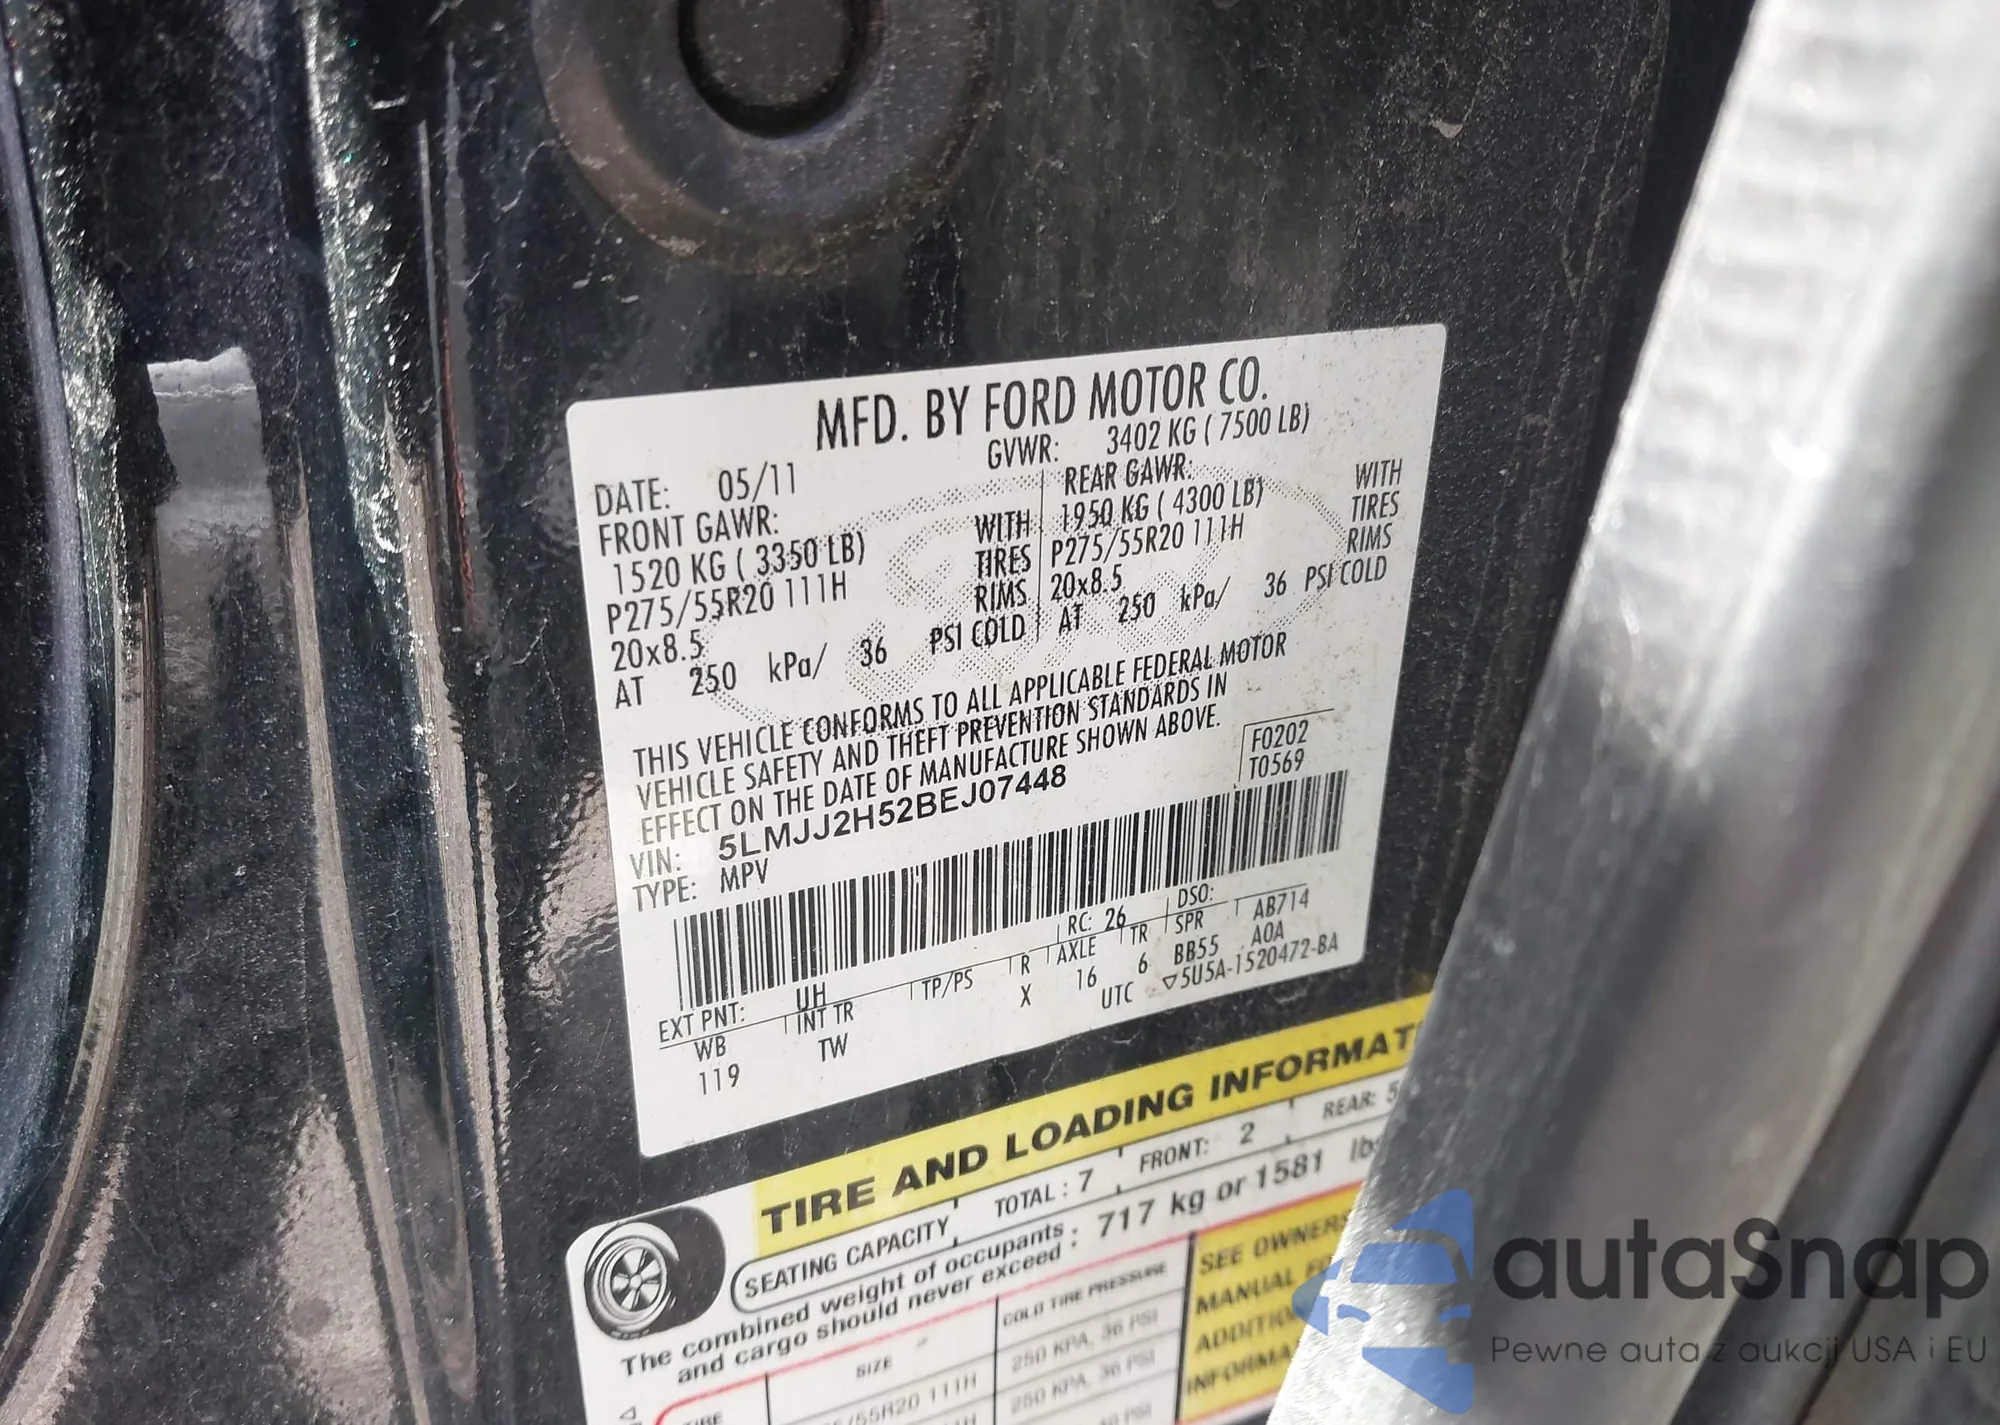 MFD. BY FORD MOTOR CO.
DATE: 05/11 GVWR: 3402 KG ( 7500 LB)
FRONT GAWR: REAR GAWR:
1520 KG ( 3350 LB) WITH 1950 KG ( 4300 LB) WITH
P275/55R20 111H TIRES P275/55R20 111H TIRES
20x8.5 RIMS 20x8.5 RIMS
AT 250 kPa/ 36 PSI COLD AT 250 kPa/ 36 PSI COLD
THIS VEHICLE CONFORMS TO ALL APPLICABLE FEDERAL MOTOR
VEHICLE SAFETY AND THEFT PREVENTION STANDARDS IN
EFFECT ON THE DATE OF MANUFACTURE SHOWN ABOVE.
F0202
T0569
VIN: 5LMJJ2H52BEJ07448
TYPE: MPV
EXT PNT: UH RC: 26 DSO:
WB INT TR TP/PS R AXLE TR SPR AB714
119 TW X 16 6 BB55 A0A
UTC ▽5U5A-1520472-BA
TIRE AND LOADING INFORMAT
SEATING CAPACITY TOTAL : 7 FRONT: 2 REAR: 5
The combined weight of occupants
and cargo should never exceed : 717 kg or 1581 lbs
SIZE COLD TIRE PRESSURE
TIRE
/55R20 111H 250 KPA, 36 PSI
250 KPA, 36 PSI
SEE OWNERS
MANUAL FO
ADDITION
INFORMA
autaSnap
Pewne auta z aukcji USA i EU